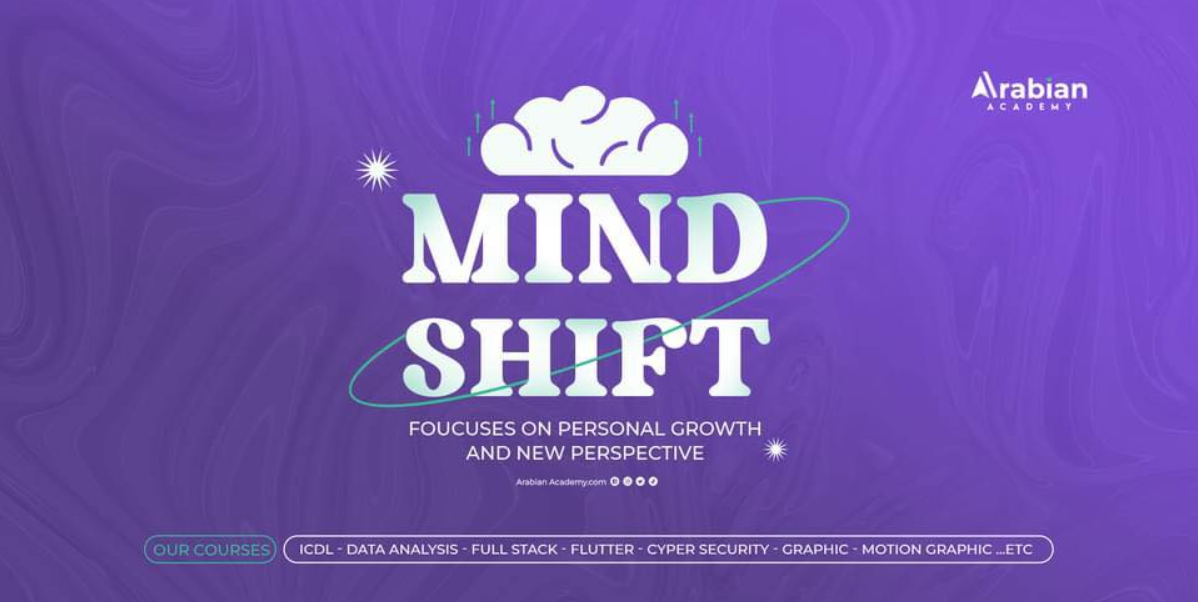 Arabian
ACADEMY
MIND
SHIFT
FOUCUSES ON PERSONAL GROWTH
AND NEW PERSPECTIVE
Arabian Academy.com
OUR COURSES
ICDL - DATA ANALYSIS - FULL STACK - FLUTTER - CYPER SECURITY - GRAPHIC - MOTION GRAPHIC ...ETC